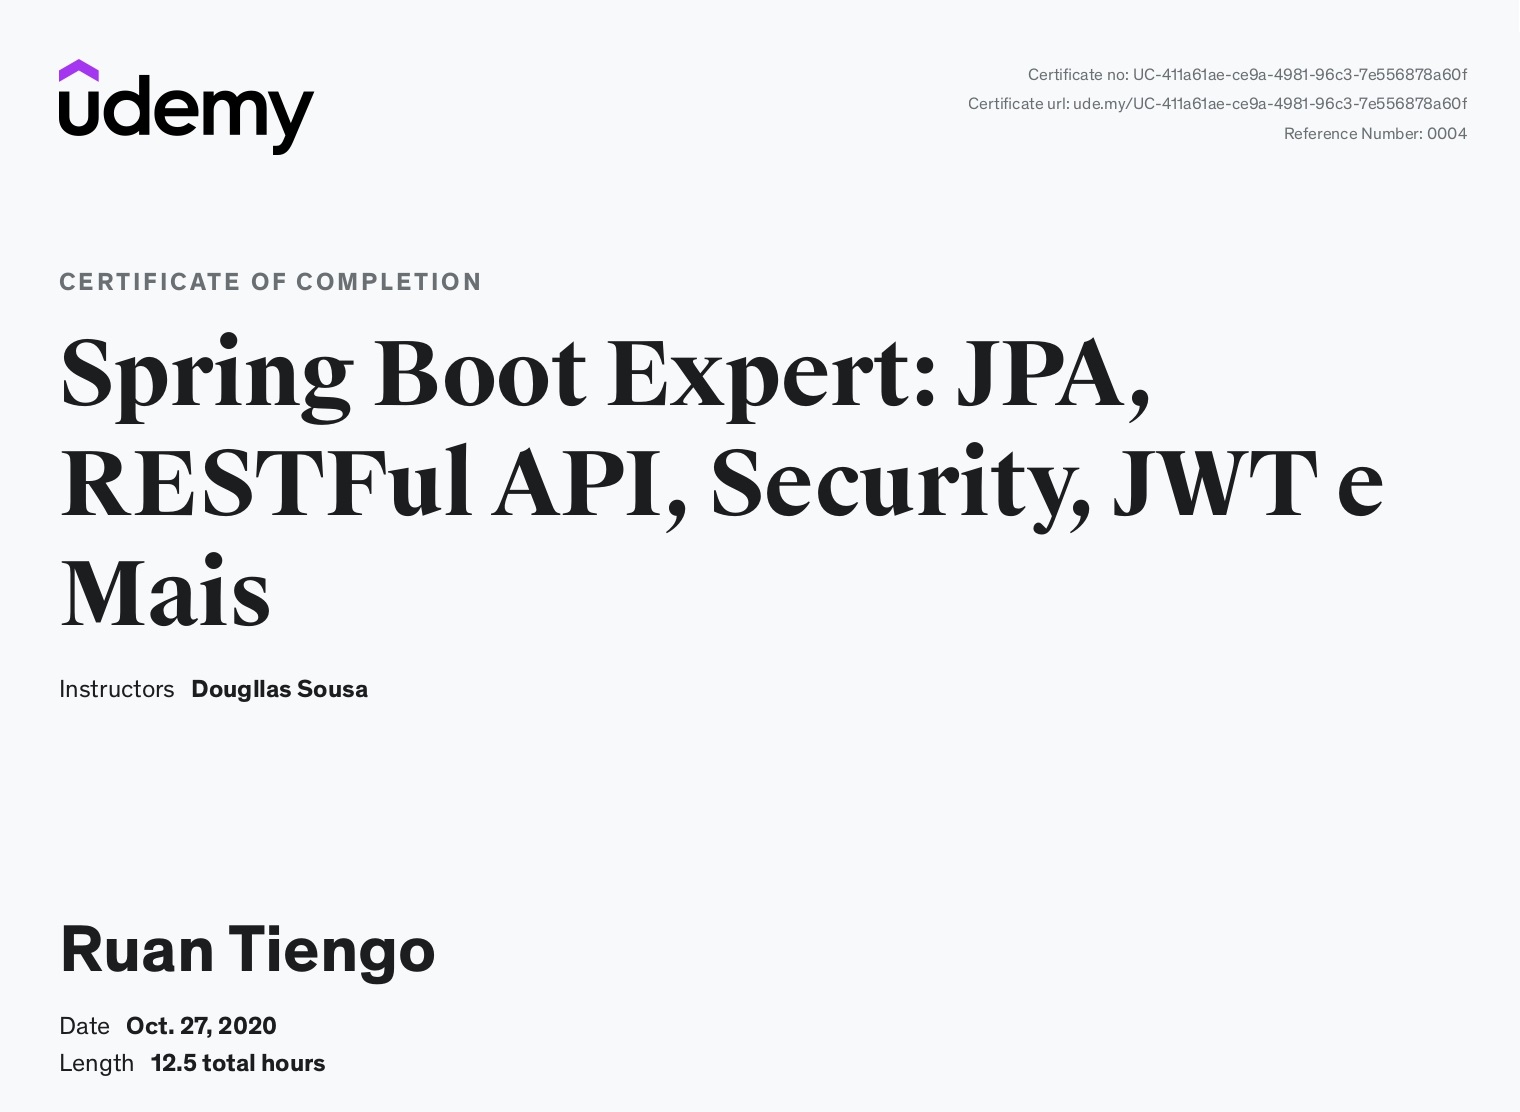 udemy
Certificate no: UC-411a61ae-ce9a-4981-96c3-7e556878a60f
Certificate url: ude.my/UC-411a61ae-ce9a-4981-96c3-7e556878a60f
Reference Number: 0004
CERTIFICATE OF COMPLETION
Spring Boot Expert: JPA,
RESTFul API, Security, JWT e
Mais
Instructors Dougllas Sousa
Ruan Tiengo
Date Oct. 27, 2020
Length 12.5 total hours